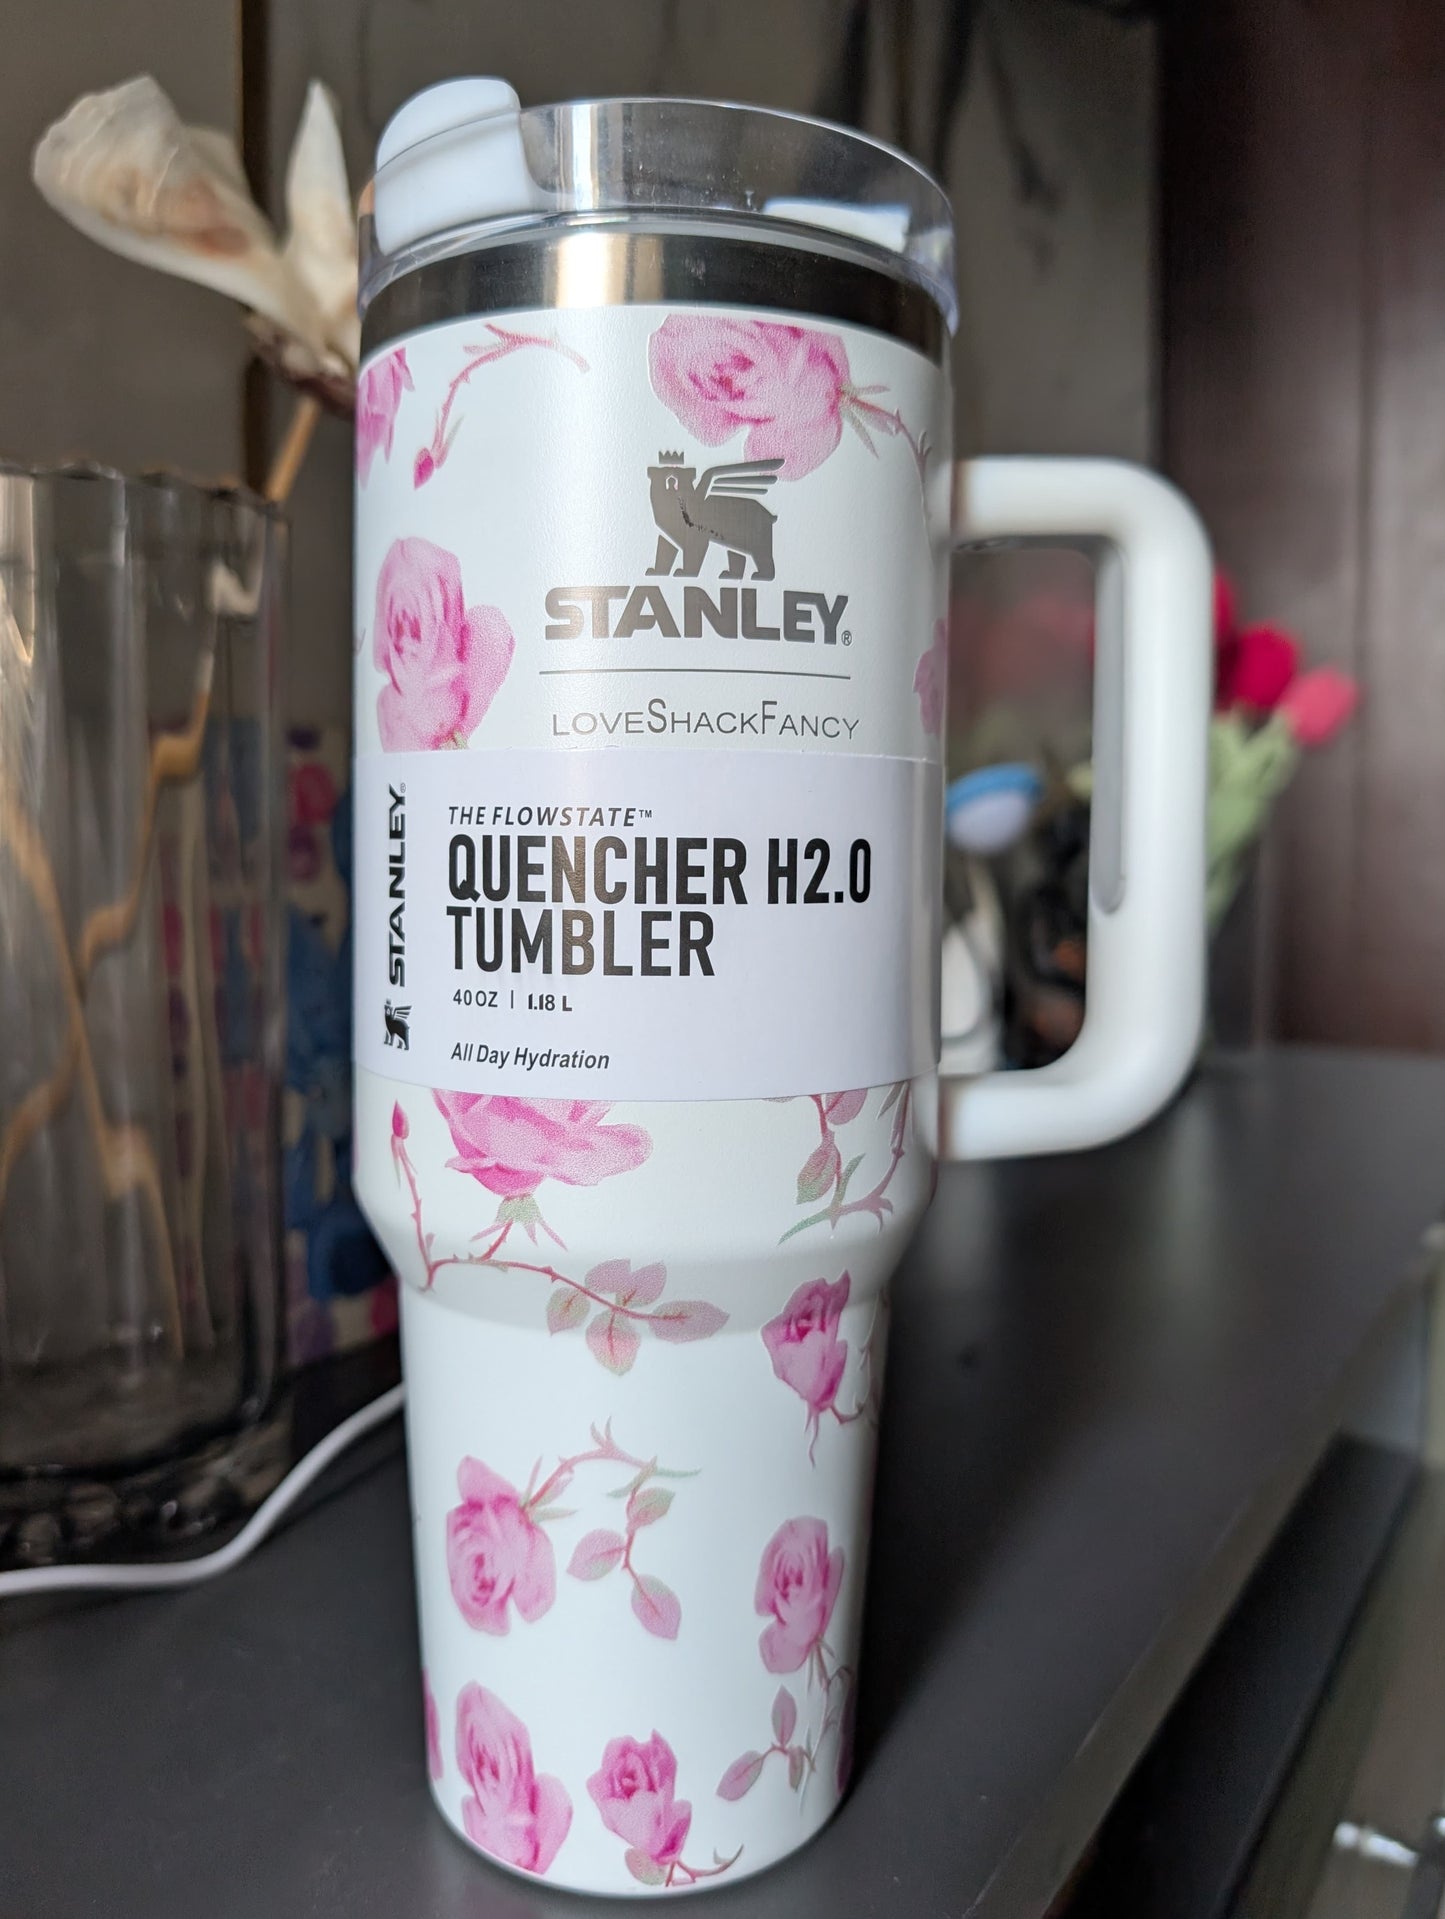 STANLEY®
LOVESHACKFANCY
STANLEY®
THE FLOWSTATE™
QUENCHER H2.0
TUMBLER
40 OZ | 1.18 L
All Day Hydration